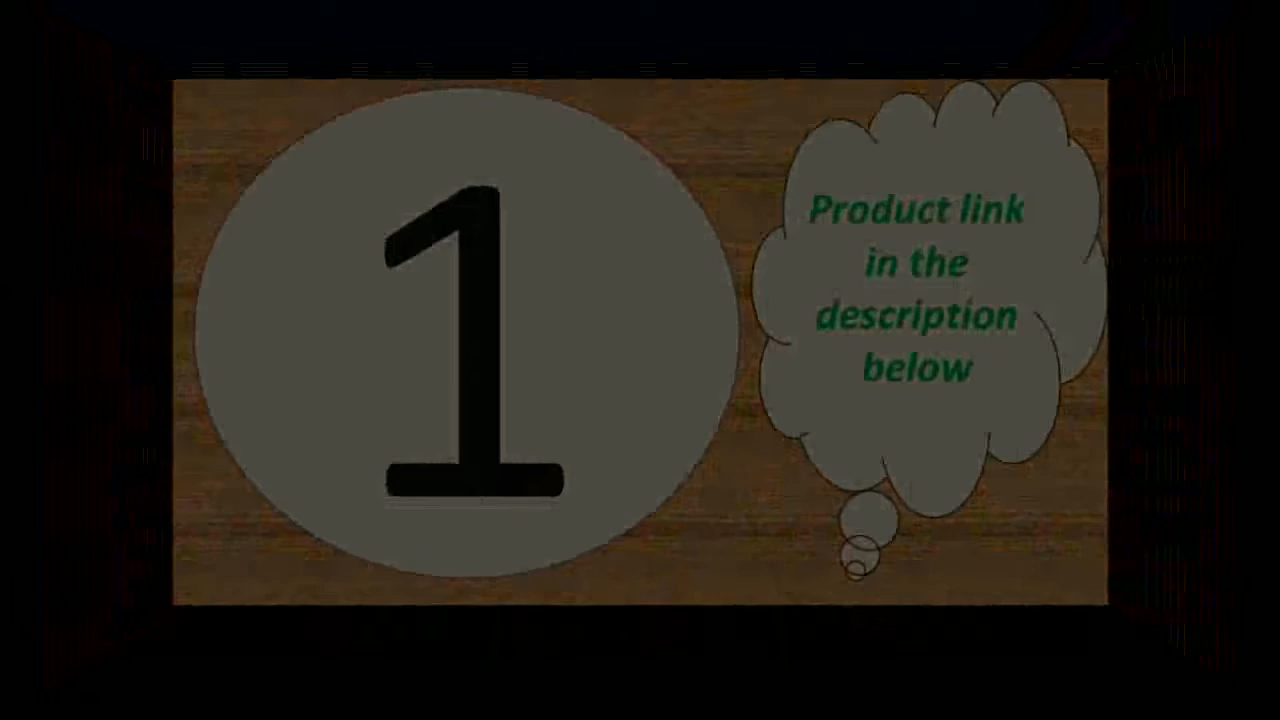 1
Product link
in the
description
below